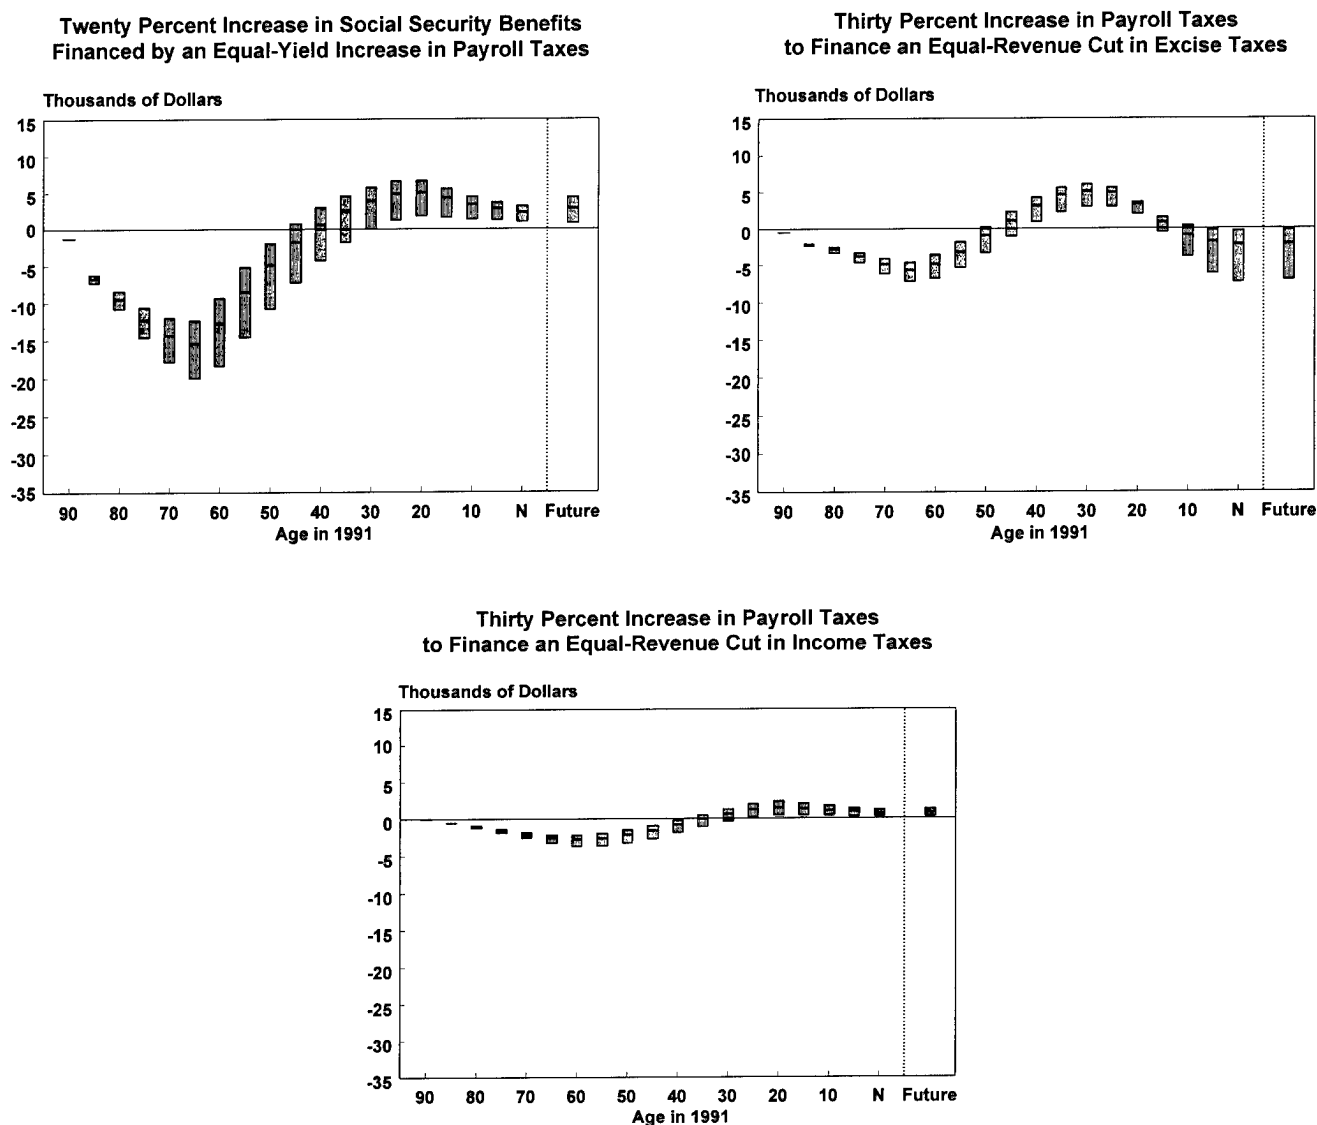 Twenty Percent Increase in Social Security Benefits
Financed by an Equal-Yield Increase in Payroll Taxes
Thousands of Dollars
15
10
5
0
-5
-10
-15
-20
-25
-30
-35
90 80 70 60 50 40 30 20 10 N Future
Age in 1991
Thirty Percent Increase in Payroll Taxes
to Finance an Equal-Revenue Cut in Excise Taxes
Thousands of Dollars
15
10
5
0
-5
-10
-15
-20
-25
-30
-35
90 80 70 60 50 40 30 20 10 N Future
Age in 1991
Thirty Percent Increase in Payroll Taxes
to Finance an Equal-Revenue Cut in Income Taxes
Thousands of Dollars
15
10
5
0
-5
-10
-15
-20
-25
-30
-35
90 80 70 60 50 40 30 20 10 N Future
Age in 1991